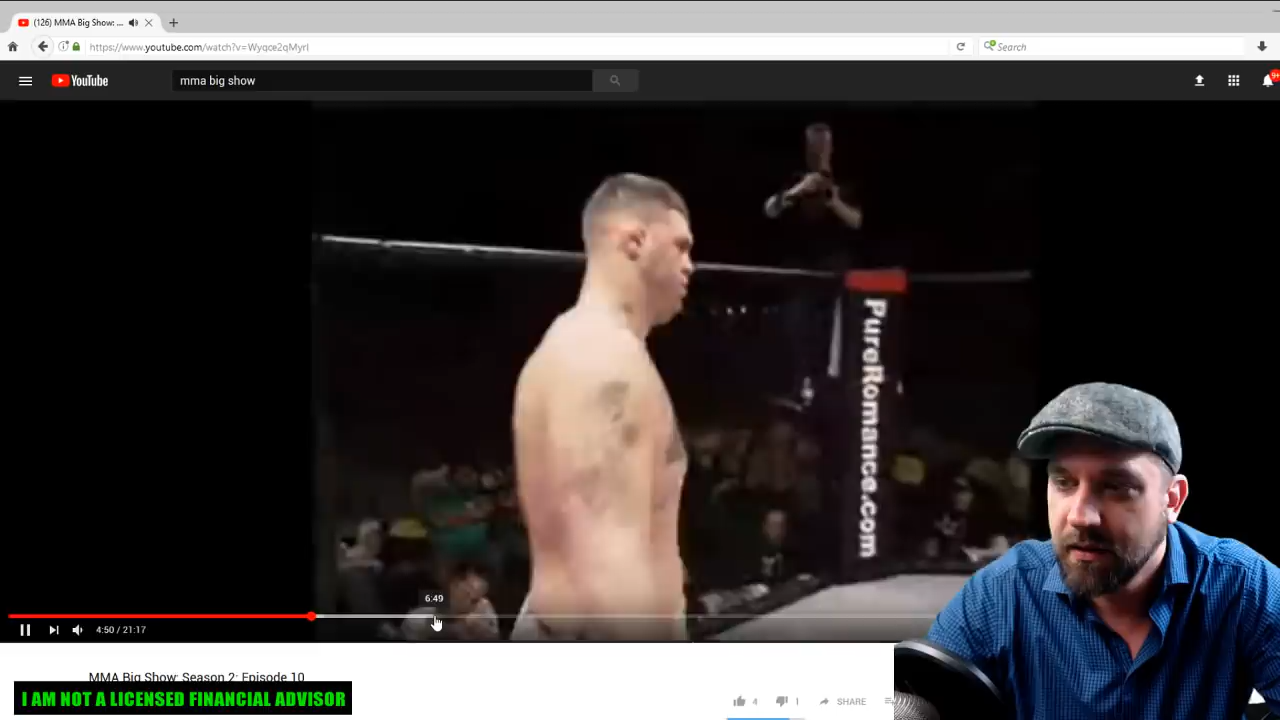 (126) MMA Big Show: ...
https://www.youtube.com/watch?v=Wyqce2qMyrI
Search
YouTube
mma big show
9+
PureRomance.com
6:49
4:50 / 21:17
MMA Big Show: Season 2: Episode 10
I AM NOT A LICENSED FINANCIAL ADVISOR
4
1
SHARE